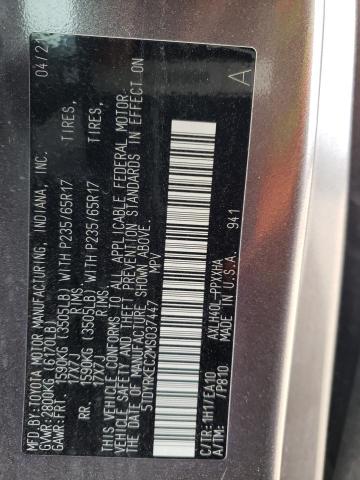 MFD.BY:TOYOTA MOTOR MANUFACTURING, INDIANA, INC. 04/2
GVWR:2800KG (6170LB)
GAWR:FRT. 1590KG (3505LB) WITH P235/65R17 TIRES,
17X7J RIMS
RR 1590KG (3505LB) WITH P235/65R17 TIRES,
17X7J RIMS
THIS VEHICLE CONFORMS TO ALL APPLICABLE FEDERAL MOTOR
VEHICLE SAFETY AND THEFT PREVENTION STANDARDS IN EFFECT ON
THE DATE OF MANUFACTURE SHOWN ABOVE.
5TDYRKEC2MS037447 MPV
A
C/TR:1H1/EA10 AXLH40L-PPXXHA
A/TM: /P810 MADE IN U.S.A. 941